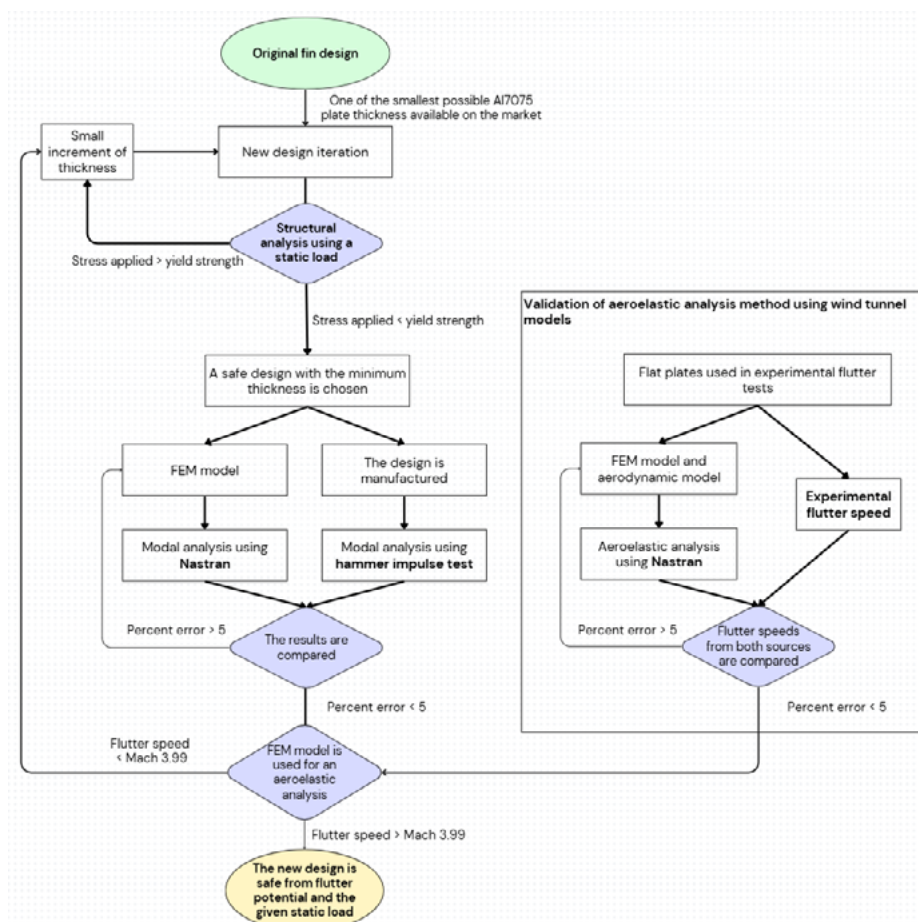 Original fin design
One of the smallest possible Al7075
plate thickness available on the market
Small
increment of
thickness
New design iteration
Structural
analysis using a
static load
Stress applied > yield strength
Stress applied < yield strength
A safe design with the minimum
thickness is chosen
FEM model
The design is
manufactured
Modal analysis using
Nastran
Modal analysis using
hammer impulse test
Percent error > 5
The results are
compared
Percent error < 5
Flutter speed
< Mach 3.99
FEM model is
used for an
aeroelastic
analysis
Flutter speed > Mach 3.99
The new design is
safe from flutter
potential and the
given static load
Validation of aeroelastic analysis method using wind tunnel
models
Flat plates used in experimental flutter
tests
FEM model and
aerodynamic model
Experimental
flutter speed
Aeroelastic analysis
using Nastran
Percent error > 5
Flutter speeds
from both sources
are compared
Percent error < 5